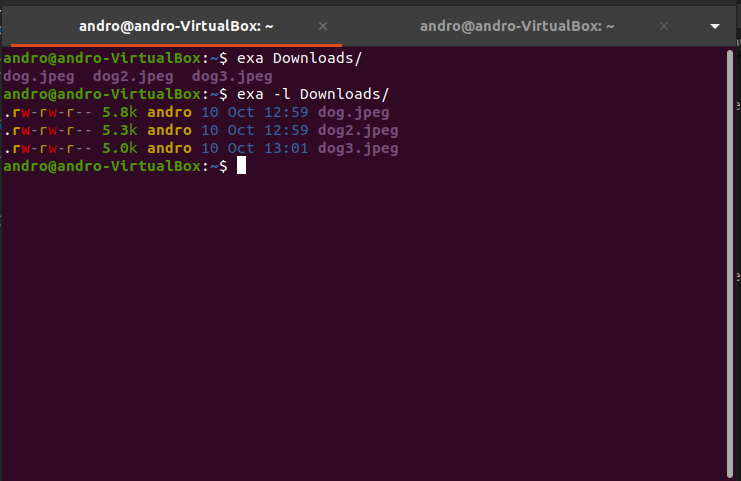 andro@andro-VirtualBox: ~ × andro@andro-VirtualBox: ~ ×
andro@andro-VirtualBox:~$ exa Downloads/
dog.jpeg dog2.jpeg dog3.jpeg
andro@andro-VirtualBox:~$ exa -l Downloads/
.rw-rw-r-- 5.8k andro 10 Oct 12:59 dog.jpeg
.rw-rw-r-- 5.3k andro 10 Oct 12:59 dog2.jpeg
.rw-rw-r-- 5.0k andro 10 Oct 13:01 dog3.jpeg
andro@andro-VirtualBox:~$